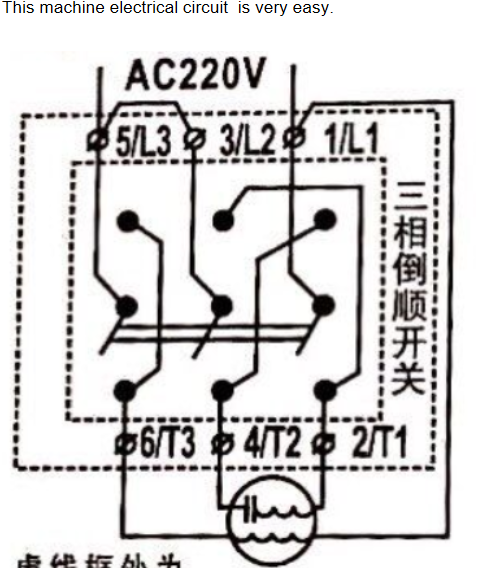 This machine electrical circuit is very easy.
AC220V
5/L3 3/L2 1/L1
三相倒顺开关
6/T3 4/T2 2/T1
虚线框外为